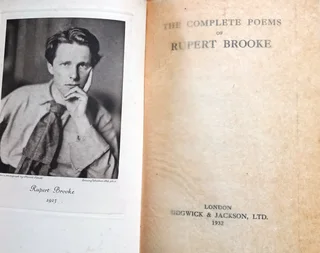 Rupert Brooke
1913
THE COMPLETE POEMS
OF
RUPERT BROOKE
LONDON
SIDGWICK & JACKSON, LTD.
1932